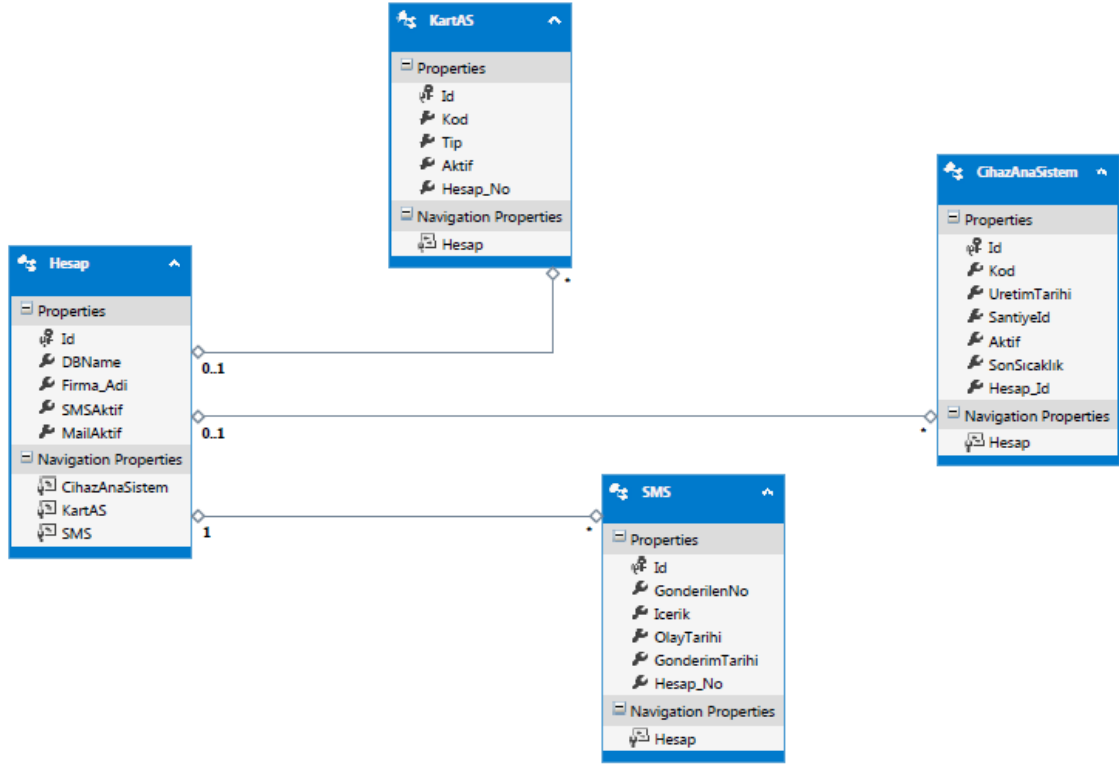 KartAS
Properties
Id
Kod
Tip
Aktif
Hesap_No
Navigation Properties
Hesap
*
CihazAnaSistem
Properties
Id
Kod
UretimTarihi
SantiyeId
Aktif
SonSıcaklık
Hesap_Id
Navigation Properties
Hesap
*
Hesap
Properties
Id
DBName
Firma_Adi
SMSAktif
MailAktif
Navigation Properties
CihazAnaSistem
KartAS
SMS
0..1
0..1
1
*
SMS
Properties
Id
GonderilenNo
Icerik
OlayTarihi
GonderimTarihi
Hesap_No
Navigation Properties
Hesap